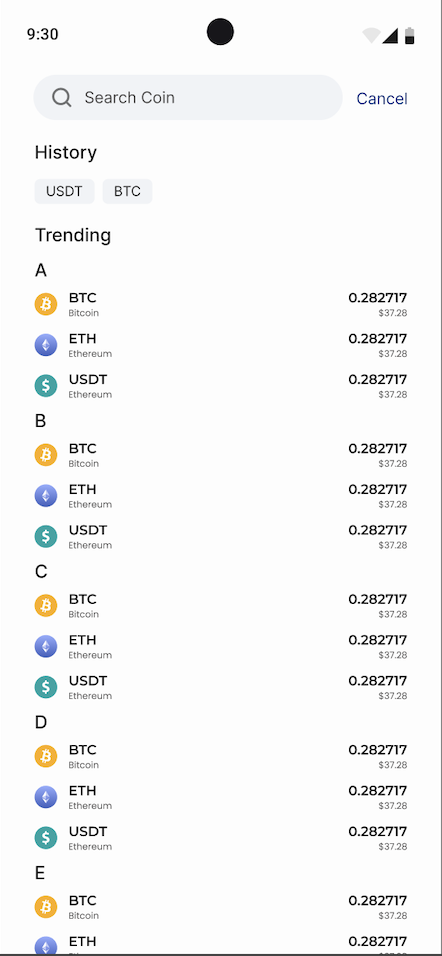 9:30
Search Coin
Cancel
History
USDT BTC
Trending
A
BTC 0.282717
Bitcoin $37.28
ETH 0.282717
Ethereum $37.28
USDT 0.282717
Ethereum $37.28
B
BTC 0.282717
Bitcoin $37.28
ETH 0.282717
Ethereum $37.28
USDT 0.282717
Ethereum $37.28
C
BTC 0.282717
Bitcoin $37.28
ETH 0.282717
Ethereum $37.28
USDT 0.282717
Ethereum $37.28
D
BTC 0.282717
Bitcoin $37.28
ETH 0.282717
Ethereum $37.28
USDT 0.282717
Ethereum $37.28
E
BTC 0.282717
Bitcoin $37.28
ETH 0.282717